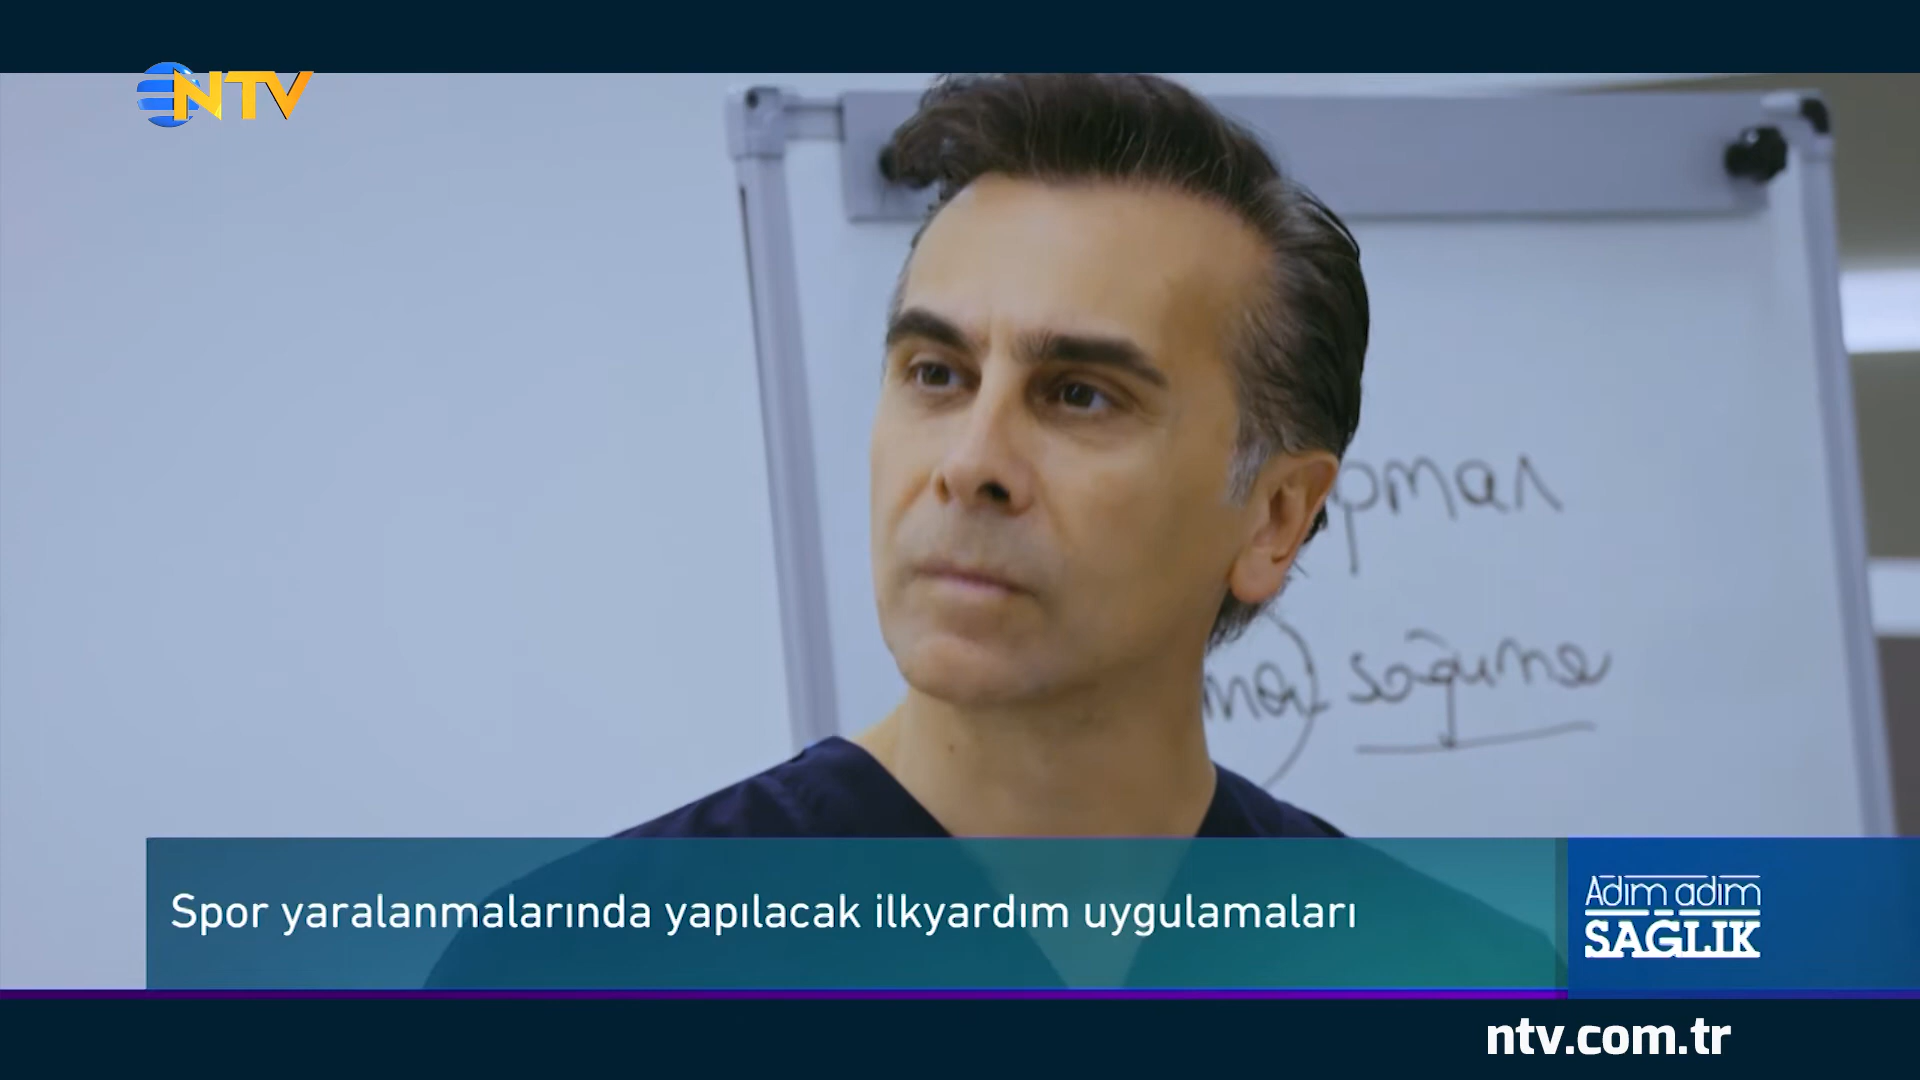 NTV
Spor yaralanmalarında yapılacak ilkyardım uygulamaları
Adım adım
SAĞLIK
ntv.com.tr